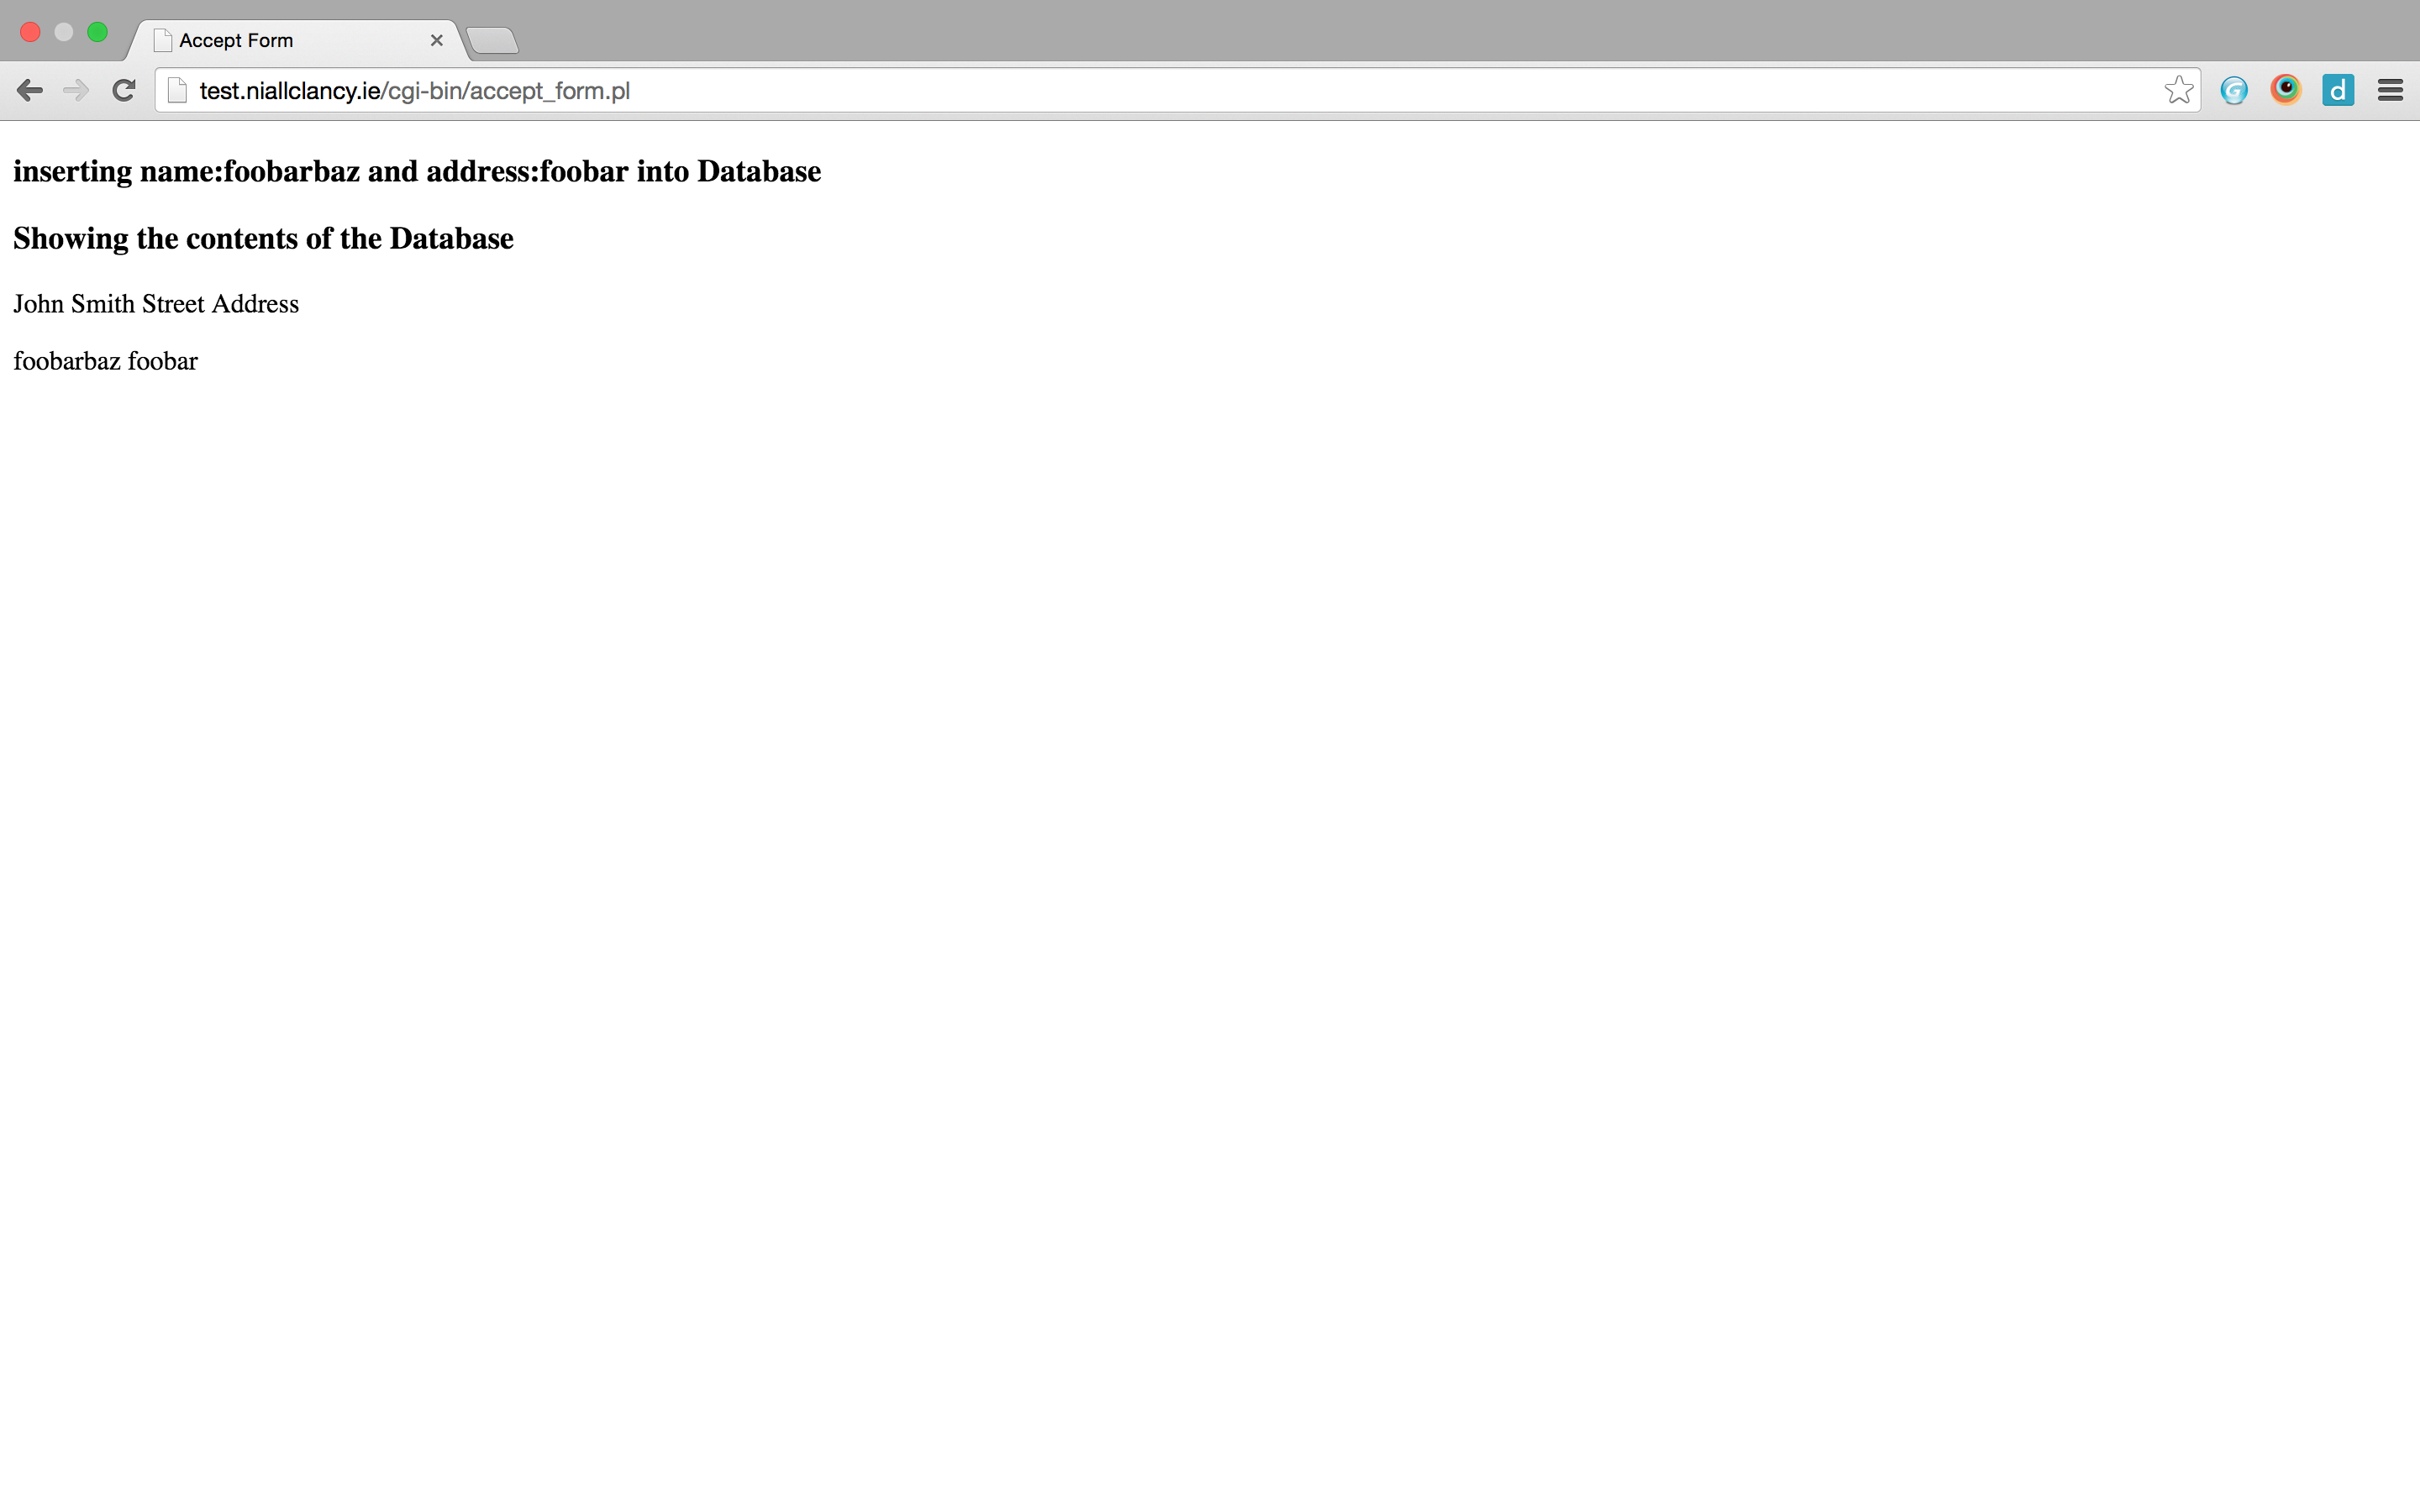 Accept Form
test.niallclancy.ie/cgi-bin/accept_form.pl
G
d
inserting name:foobarbaz and address:foobar into Database
Showing the contents of the Database
John Smith Street Address
foobarbaz foobar